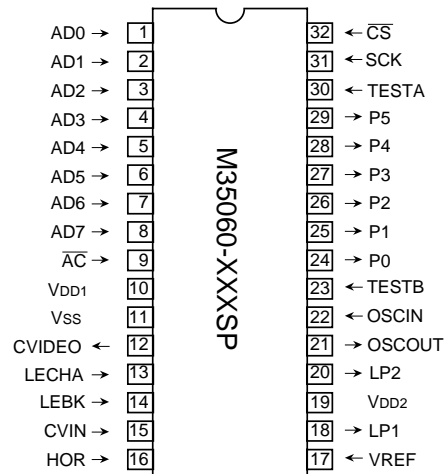 AD0 → 1
AD1 → 2
AD2 → 3
AD3 → 4
AD4 → 5
AD5 → 6
AD6 → 7
AD7 → 8
A̅C̅ → 9
VDD1 10
VSS 11
CVIDEO ← 12
LECHA → 13
LEBK → 14
CVIN → 15
HOR → 16
M35060-XXXSP
32 ← C̅S̅
31 ← SCK
30 ← TESTA
29 → P5
28 → P4
27 → P3
26 → P2
25 → P1
24 → P0
23 ← TESTB
22 ← OSCIN
21 → OSCOUT
20 → LP2
19 VDD2
18 → LP1
17 ← VREF